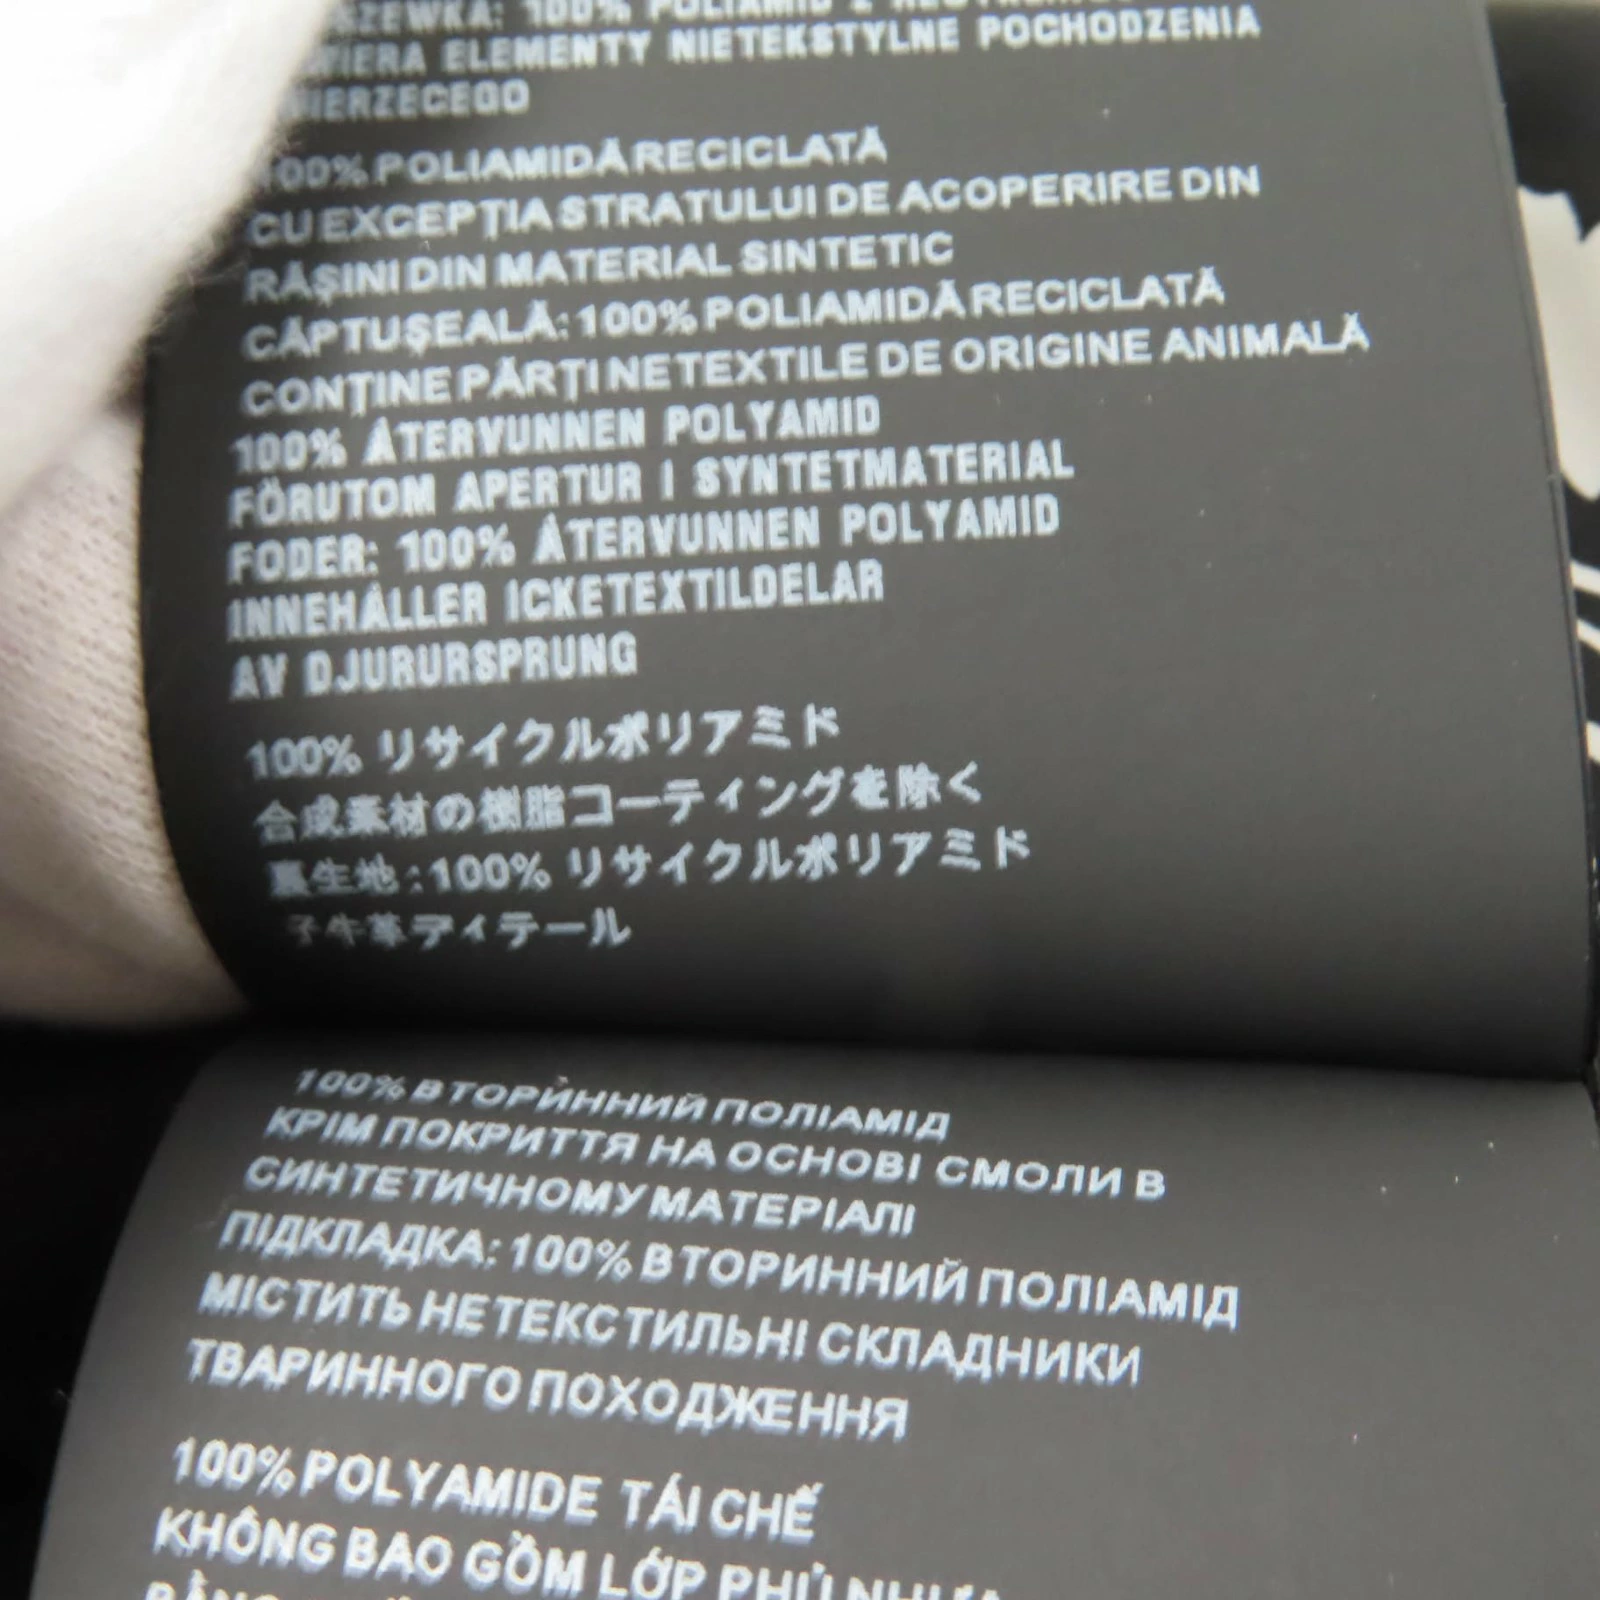 100% POLIAMID Z
ELEMENTY NIETEKSTYLNE POCHODZENIA
100% POLIAMIDĂ RECICLATĂ
CU EXCEPȚIA STRATULUI DE ACOPERIRE DIN
RĂȘINI DIN MATERIAL SINTETIC
CĂPTUȘEALĂ: 100% POLIAMIDĂ RECICLATĂ
CONȚINE PĂRȚI NETEXTILE DE ORIGINE ANIMALĂ
100% ÅTERVUNNEN POLYAMID
FÖRUTOM APERTUR I SYNTETMATERIAL
FODER: 100% ÅTERVUNNEN POLYAMID
INNEHÅLLER ICKETEXTILDELAR
AV DJURURSPRUNG
100% リサイクルポリアミド
合成素材の樹脂コーティングを除く
裏生地:100% リサイクルポリアミド
子牛革ディテール
100% ВТОРИННИЙ ПОЛІАМІД
КРІМ ПОКРИТТЯ НА ОСНОВІ СМОЛИ В
СИНТЕТИЧНОМУ МАТЕРІАЛІ
ПІДКЛАДКА: 100% ВТОРИННИЙ ПОЛІАМІД
МІСТИТЬ НЕТЕКСТИЛЬНІ СКЛАДНИКИ
ТВАРИННОГО ПОХОДЖЕННЯ
100% POLYAMIDE TÁI CHẾ
KHÔNG BAO GỒM LỚP PHỦ NHỰA